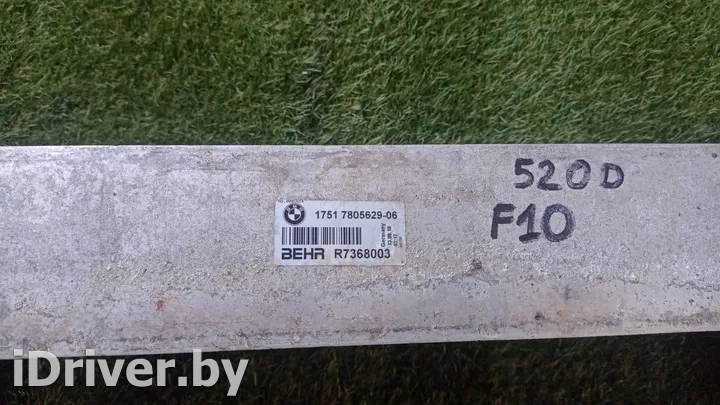 520D
F10
1751 7805629-06
Germany
BEHR R7368003
iDriver.by